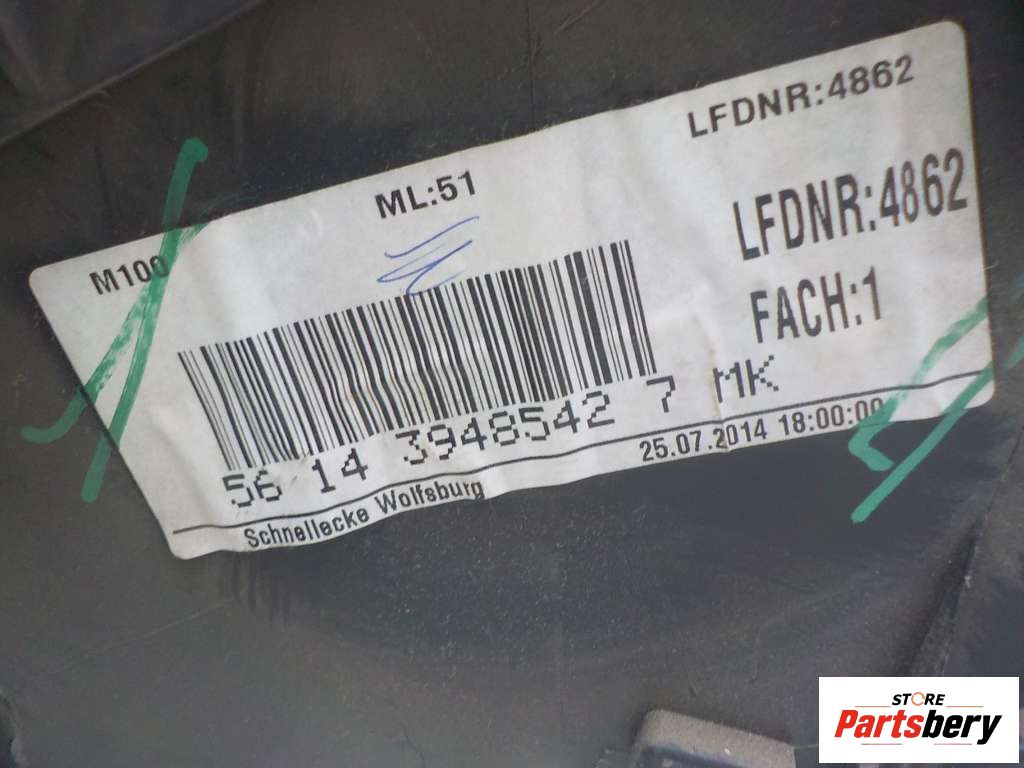 LFDNR:4862
ML:51
M100
LFDNR:4862
FACH:1
56 14 3948542 7 MK
Schnellecke Wolfsburg 25.07.2014 18:00:00
STORE
Partsbery